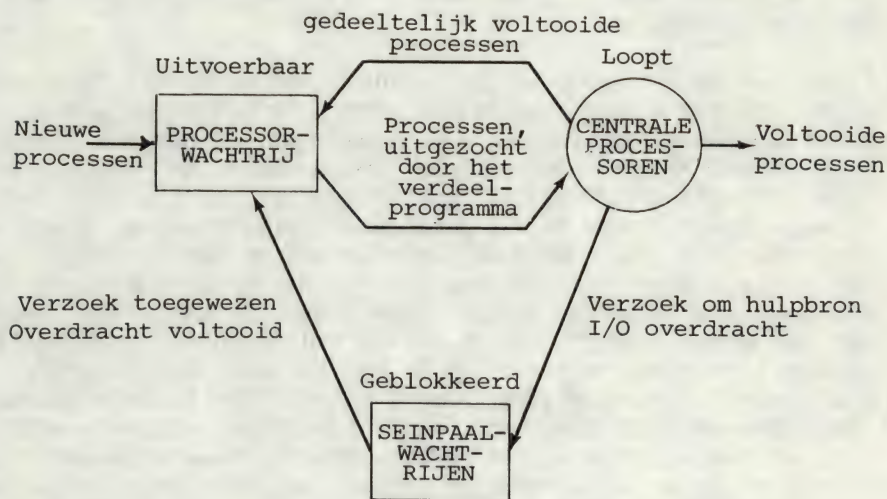 gedeeltelijk voltooide
processen
Uitvoerbaar
Loopt
Nieuwe
processen
PROCESSOR-
WACHTRIJ
Processen,
uitgezocht
door het
verdeel-
programma
CENTRALE
PROCES-
SOREN
Voltooide
processen
Verzoek toegewezen
Overdracht voltooid
Verzoek om hulpbron
I/O overdracht
Geblokkeerd
SEINPAAL-
WACHT-
RIJEN